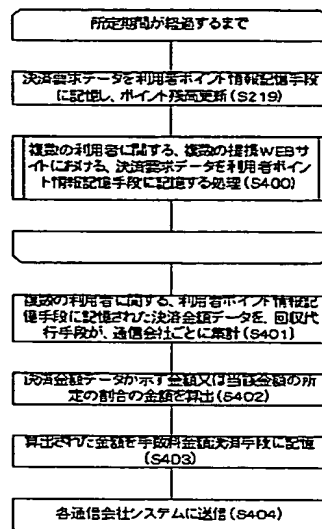 所定期間が経過するまで
決済要求データを利用者ポイント情報記憶手段
に記憶し、ポイント残高更新(S219)
複数の利用者に関する、複数の提携WEBサ
イトにおける、決済要求データを利用者ポイン
ト情報記憶手段に記憶する処理(S400)
複数の利用者に関する、利用者ポイント情報記
憶手段に記憶された決済金額データを、回収代
行手段が、通信会社ごとに集計(S401)
決済金額データが示す金額又は当該金額の所
定の割合の金額を算出(S402)
算出された金額を手数料金額決済手段に記憶
(S403)
各通信会社システムに送信(S404)